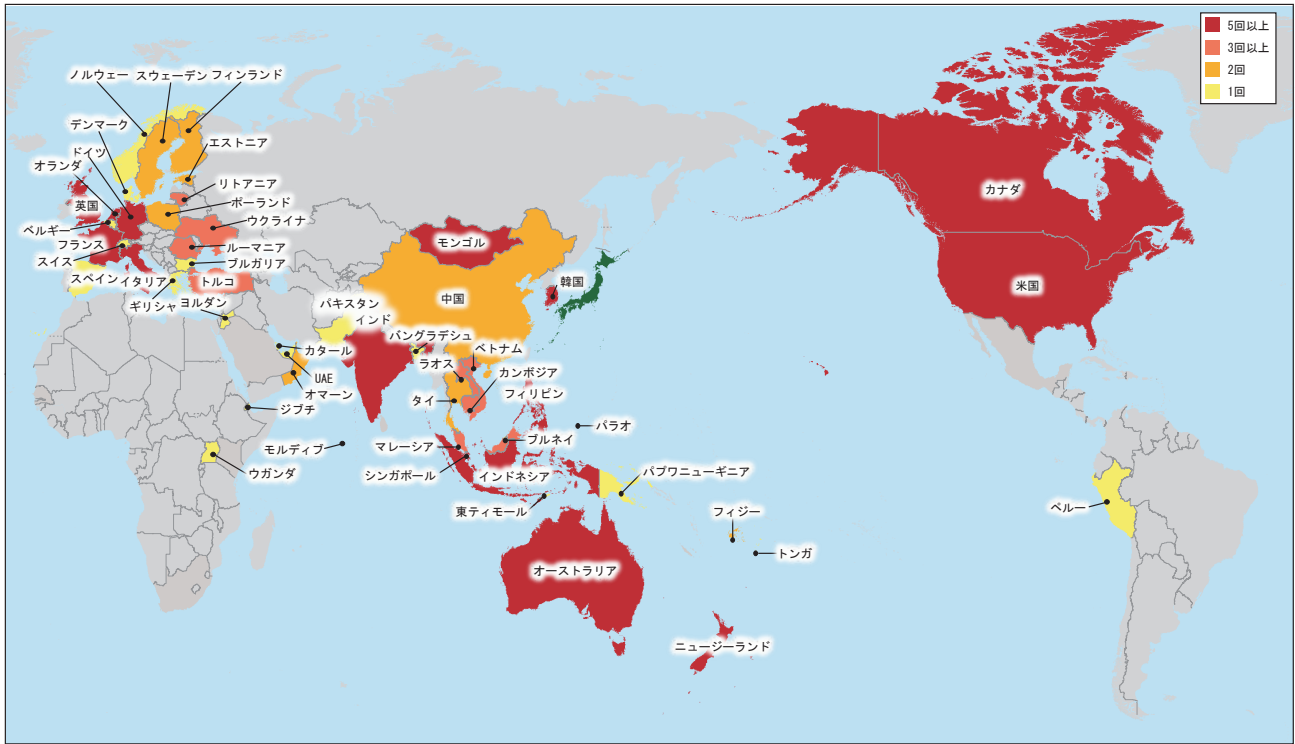 5回以上
3回以上
2回
1回
ノルウェー
スウェーデン
フィンランド
デンマーク
ドイツ
オランダ
エストニア
リトアニア
英国
ポーランド
ベルギー
ウクライナ
フランス
ルーマニア
スイス
ブルガリア
スペイン
イタリア
トルコ
ギリシャ
ヨルダン
モンゴル
韓国
中国
パキスタン
インド
バングラデシュ
カタール
ベトナム
ラオス
UAE
カンボジア
オマーン
タイ
フィリピン
ジブチ
パラオ
モルディブ
マレーシア
ブルネイ
ウガンダ
シンガポール
インドネシア
パプワニューギニア
東ティモール
フィジー
トンガ
オーストラリア
ニュージーランド
カナダ
米国
ペルー